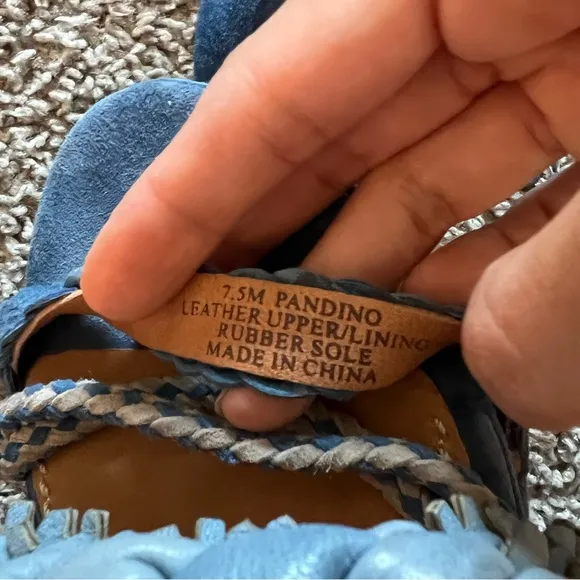 7.5M PANDINO
LEATHER UPPER/LINING
RUBBER SOLE
MADE IN CHINA